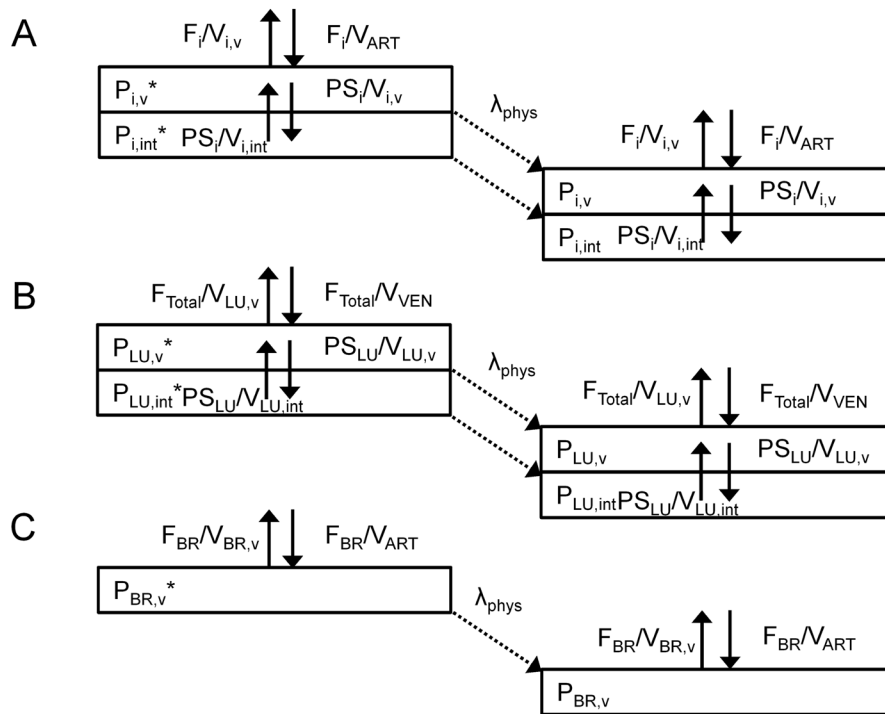 A
F_i/V_i,v F_i/V_ART
P_i,v* PS_i/V_i,v
P_i,int* PS_i/V_i,int
λ_phys
F_i/V_i,v F_i/V_ART
P_i,v PS_i/V_i,v
P_i,int PS_i/V_i,int
B
F_Total/V_LU,v F_Total/V_VEN
P_LU,v* PS_LU/V_LU,v
P_LU,int* PS_LU/V_LU,int
λ_phys
F_Total/V_LU,v F_Total/V_VEN
P_LU,v PS_LU/V_LU,v
P_LU,int PS_LU/V_LU,int
C
F_BR/V_BR,v F_BR/V_ART
P_BR,v*
λ_phys
F_BR/V_BR,v F_BR/V_ART
P_BR,v